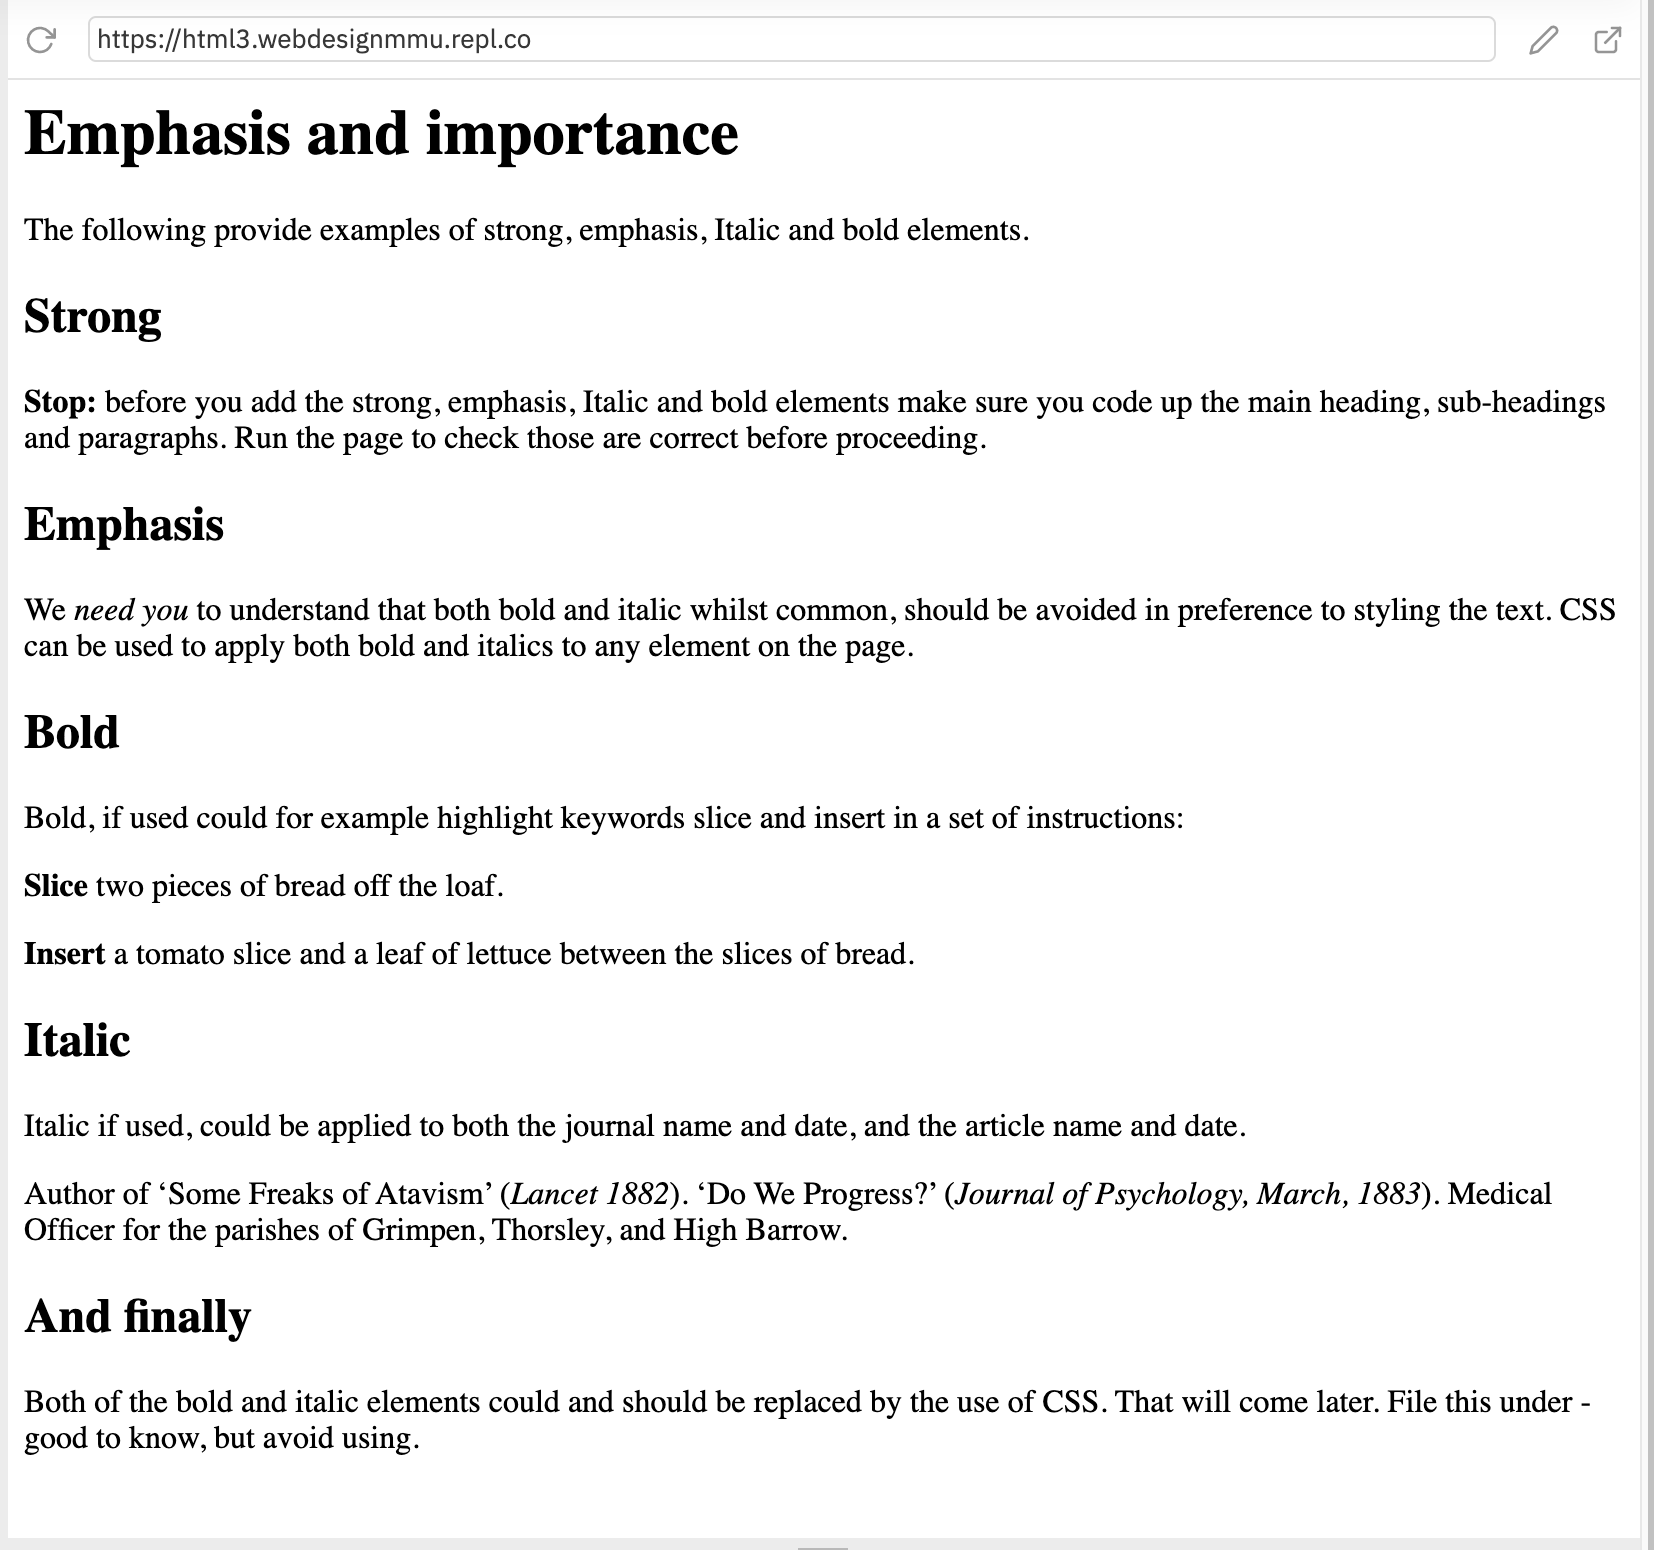 https://html3.webdesignmmu.repl.co
Emphasis and importance
The following provide examples of strong, emphasis, Italic and bold elements.
Strong
Stop: before you add the strong, emphasis, Italic and bold elements make sure you code up the main heading, sub-headings
and paragraphs. Run the page to check those are correct before proceeding.
Emphasis
We need you to understand that both bold and italic whilst common, should be avoided in preference to styling the text. CSS
can be used to apply both bold and italics to any element on the page.
Bold
Bold, if used could for example highlight keywords slice and insert in a set of instructions:
Slice two pieces of bread off the loaf.
Insert a tomato slice and a leaf of lettuce between the slices of bread.
Italic
Italic if used, could be applied to both the journal name and date, and the article name and date.
Author of ‘Some Freaks of Atavism’ (Lancet 1882). ‘Do We Progress?’ (Journal of Psychology, March, 1883). Medical
Officer for the parishes of Grimpen, Thorsley, and High Barrow.
And finally
Both of the bold and italic elements could and should be replaced by the use of CSS. That will come later. File this under -
good to know, but avoid using.